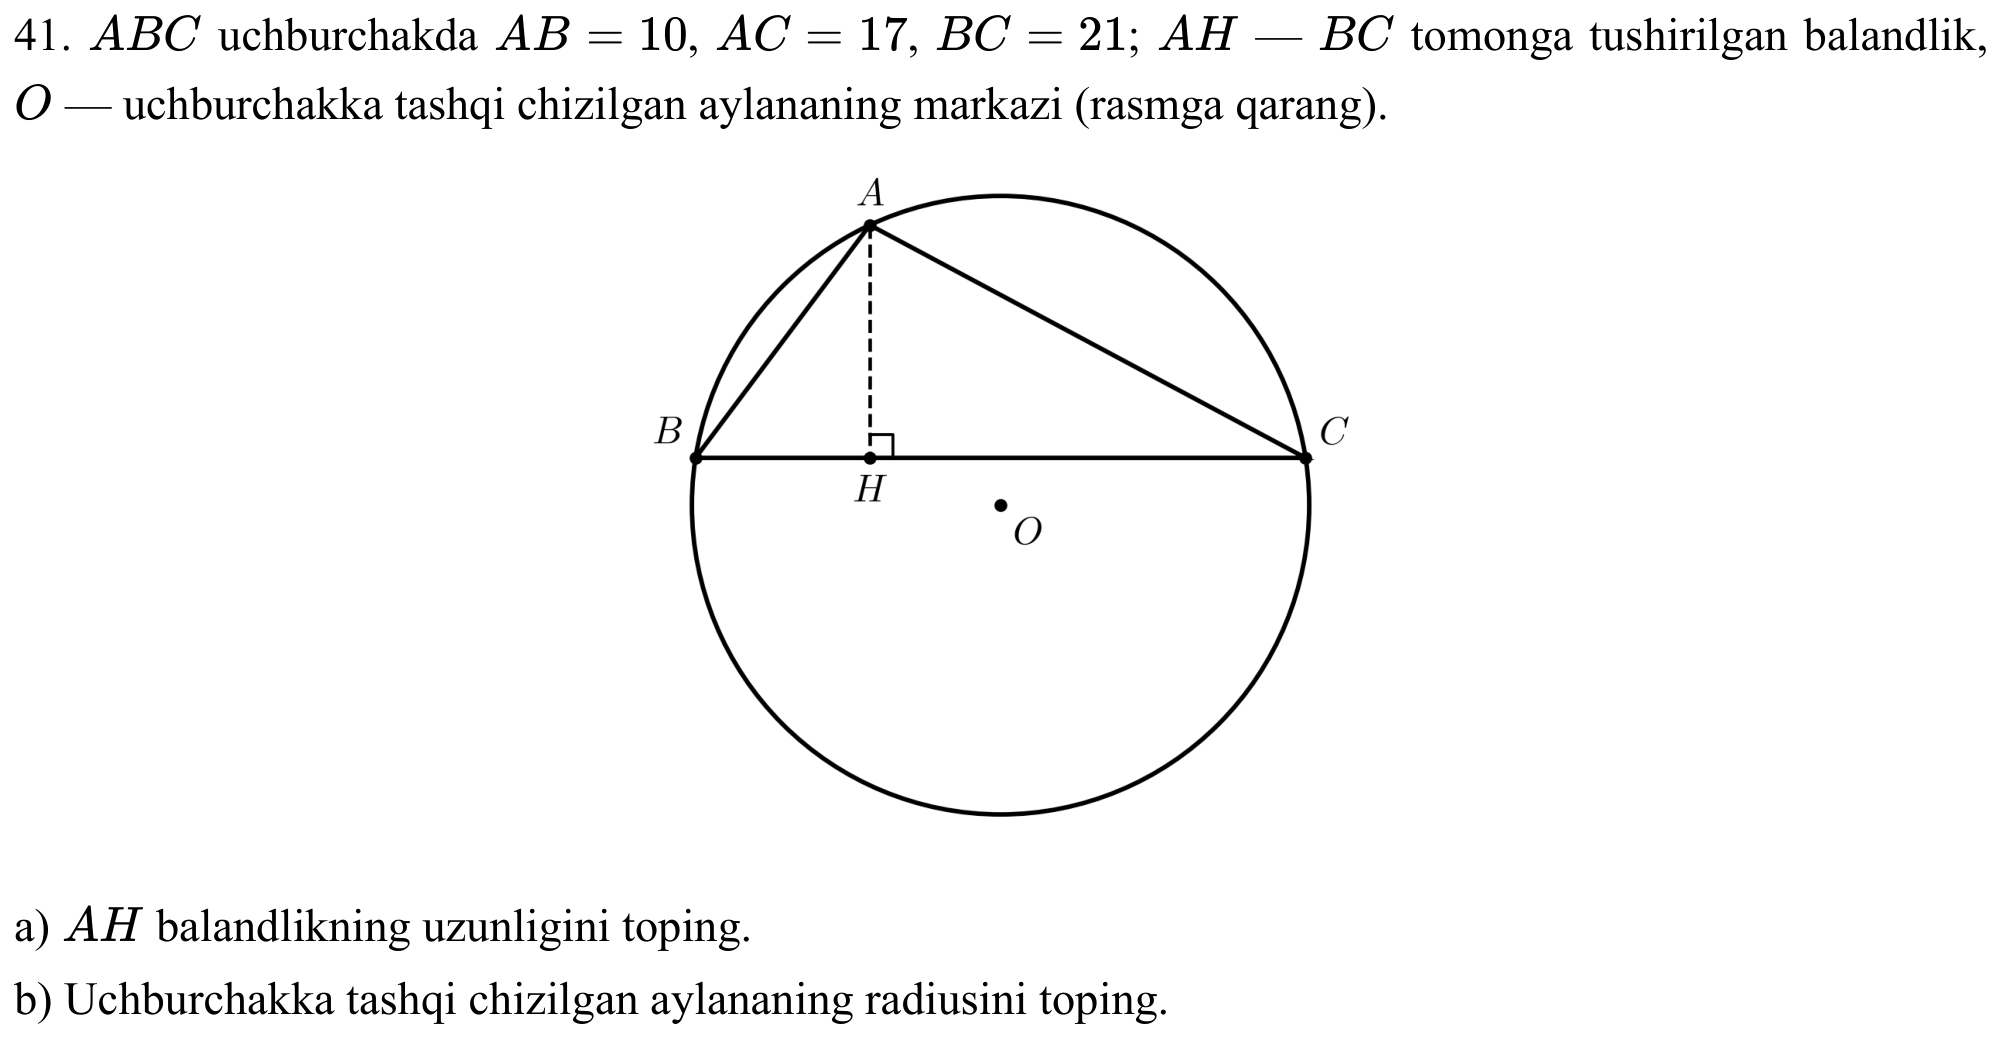 41. ABC uchburchakda AB = 10, AC = 17, BC = 21; AH — BC tomonga tushirilgan balandlik,
O — uchburchakka tashqi chizilgan aylananing markazi (rasmga qarang).
A
B
C
H
O
a) AH balandlikning uzunligini toping.
b) Uchburchakka tashqi chizilgan aylananing radiusini toping.